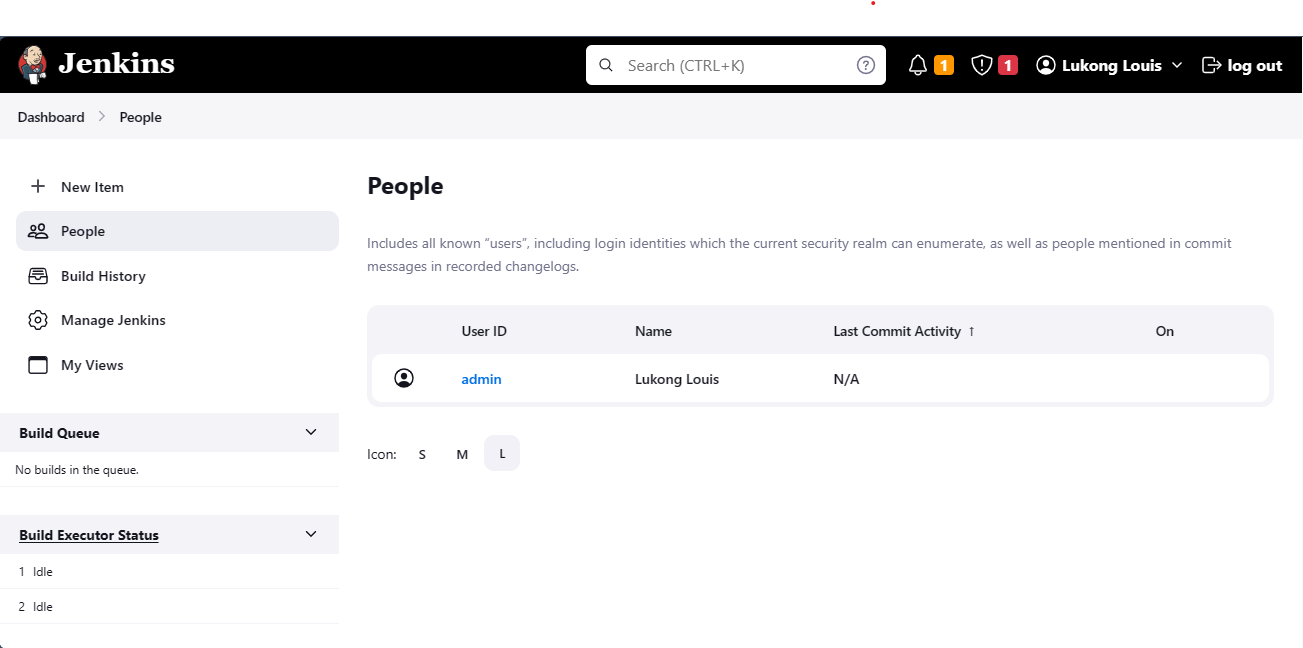 Jenkins
Search (CTRL+K)
1
1
Lukong Louis
log out
Dashboard
People
New Item
People
Build History
Manage Jenkins
My Views
Build Queue
No builds in the queue.
Build Executor Status
1 Idle
2 Idle
People
Includes all known “users”, including login identities which the current security realm can enumerate, as well as people mentioned in commit
messages in recorded changelogs.
User ID Name Last Commit Activity ↑ On
admin Lukong Louis N/A
Icon: S M L